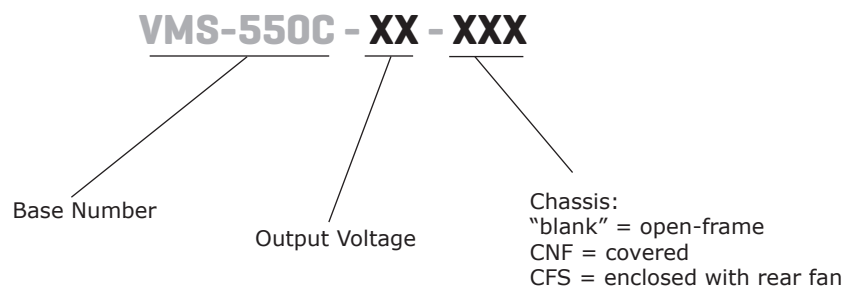 VMS-550C - XX - XXX
Base Number
Output Voltage
Chassis:
“blank” = open-frame
CNF = covered
CFS = enclosed with rear fan